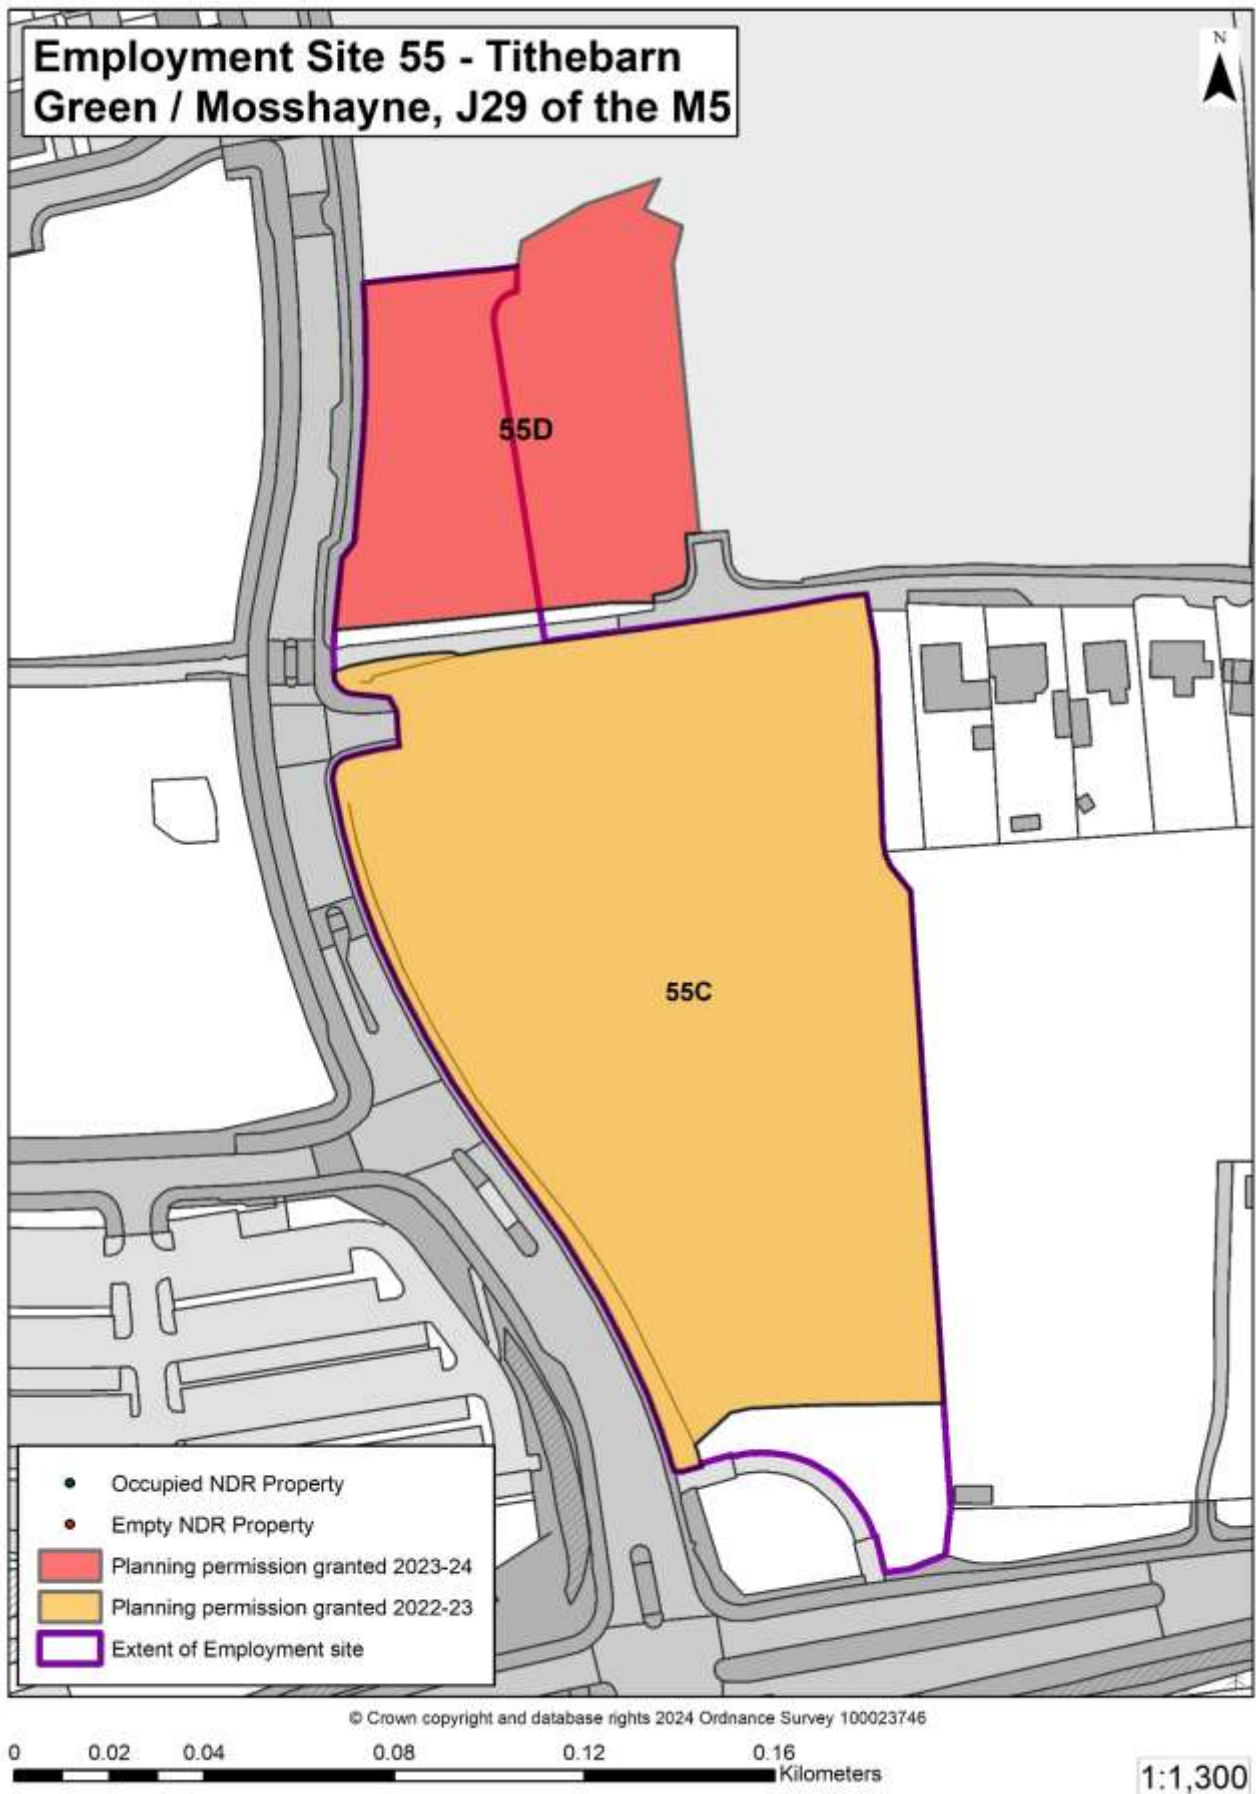 Employment Site 55 - Tithebarn
Green / Mosshayne, J29 of the M5
N
55D
55C
Occupied NDR Property
Empty NDR Property
Planning permission granted 2023-24
Planning permission granted 2022-23
Extent of Employment site
© Crown copyright and database rights 2024 Ordnance Survey 100023746
0 0.02 0.04 0.08 0.12 0.16
Kilometers
1:1,300